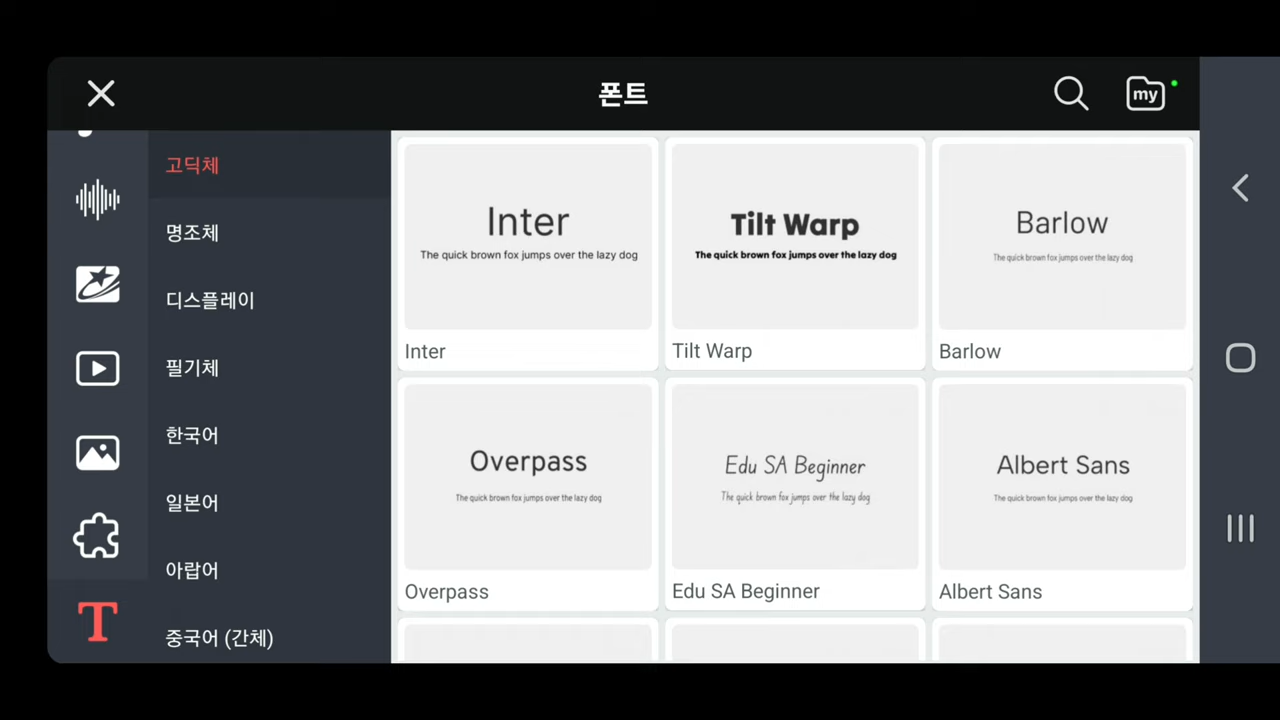 폰트
my
고딕체
명조체
디스플레이
필기체
한국어
일본어
아랍어
중국어 (간체)
T
Inter
The quick brown fox jumps over the lazy dog
Inter
Tilt Warp
The quick brown fox jumps over the lazy dog
Tilt Warp
Barlow
The quick brown fox jumps over the lazy dog
Barlow
Overpass
The quick brown fox jumps over the lazy dog
Overpass
Edu SA Beginner
The quick brown fox jumps over the lazy dog
Edu SA Beginner
Albert Sans
The quick brown fox jumps over the lazy dog
Albert Sans